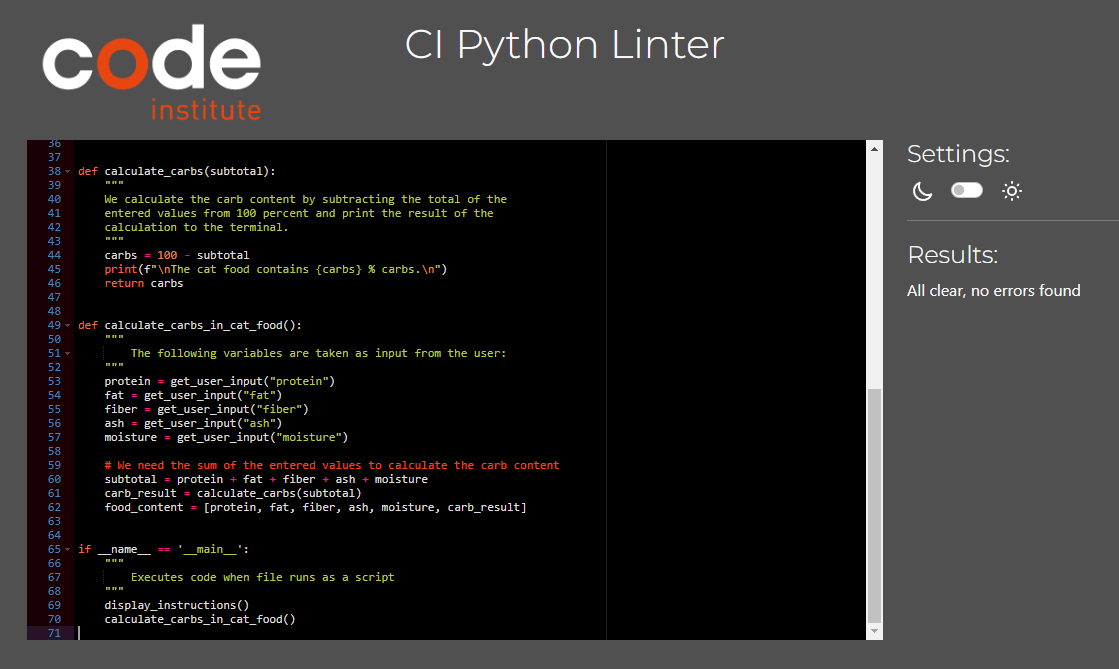 code
institute
CI Python Linter
36
37
38 def calculate_carbs(subtotal):
39     """
40     We calculate the carb content by subtracting the total of the
41     entered values from 100 percent and print the result of the
42     calculation to the terminal.
43     """
44     carbs = 100 - subtotal
45     print(f"\nThe cat food contains {carbs} % carbs.\n")
46     return carbs
47
48
49 def calculate_carbs_in_cat_food():
50     """
51         The following variables are taken as input from the user:
52     """
53     protein = get_user_input("protein")
54     fat = get_user_input("fat")
55     fiber = get_user_input("fiber")
56     ash = get_user_input("ash")
57     moisture = get_user_input("moisture")
58
59     # We need the sum of the entered values to calculate the carb content
60     subtotal = protein + fat + fiber + ash + moisture
61     carb_result = calculate_carbs(subtotal)
62     food_content = [protein, fat, fiber, ash, moisture, carb_result]
63
64
65 if __name__ == '__main__':
66     """
67         Executes code when file runs as a script
68     """
69     display_instructions()
70     calculate_carbs_in_cat_food()
71
Settings:
Results:
All clear, no errors found